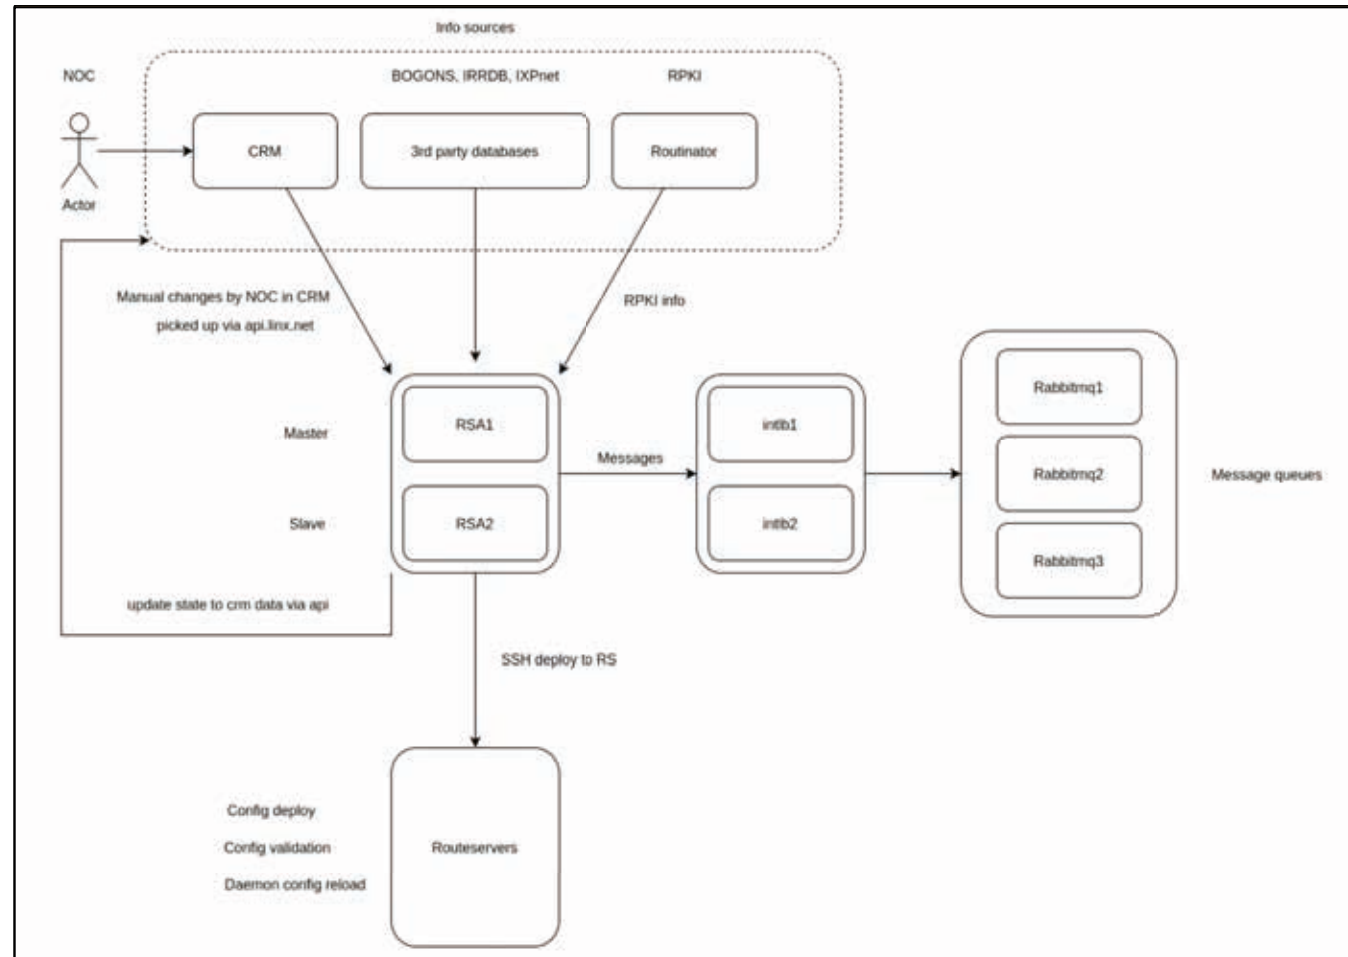 Info sources
NOC
BOGONS, IRRDB, IXPnet
RPKI
CRM
3rd party databases
Routinator
Actor
Manual changes by NOC in CRM
picked up via api.linx.net
RPKI info
Master
RSA1
Slave
RSA2
Messages
intlb1
intlb2
Rabbitmq1
Rabbitmq2
Rabbitmq3
Message queues
update state to crm data via api
SSH deploy to RS
Config deploy
Config validation
Daemon config reload
Routeservers